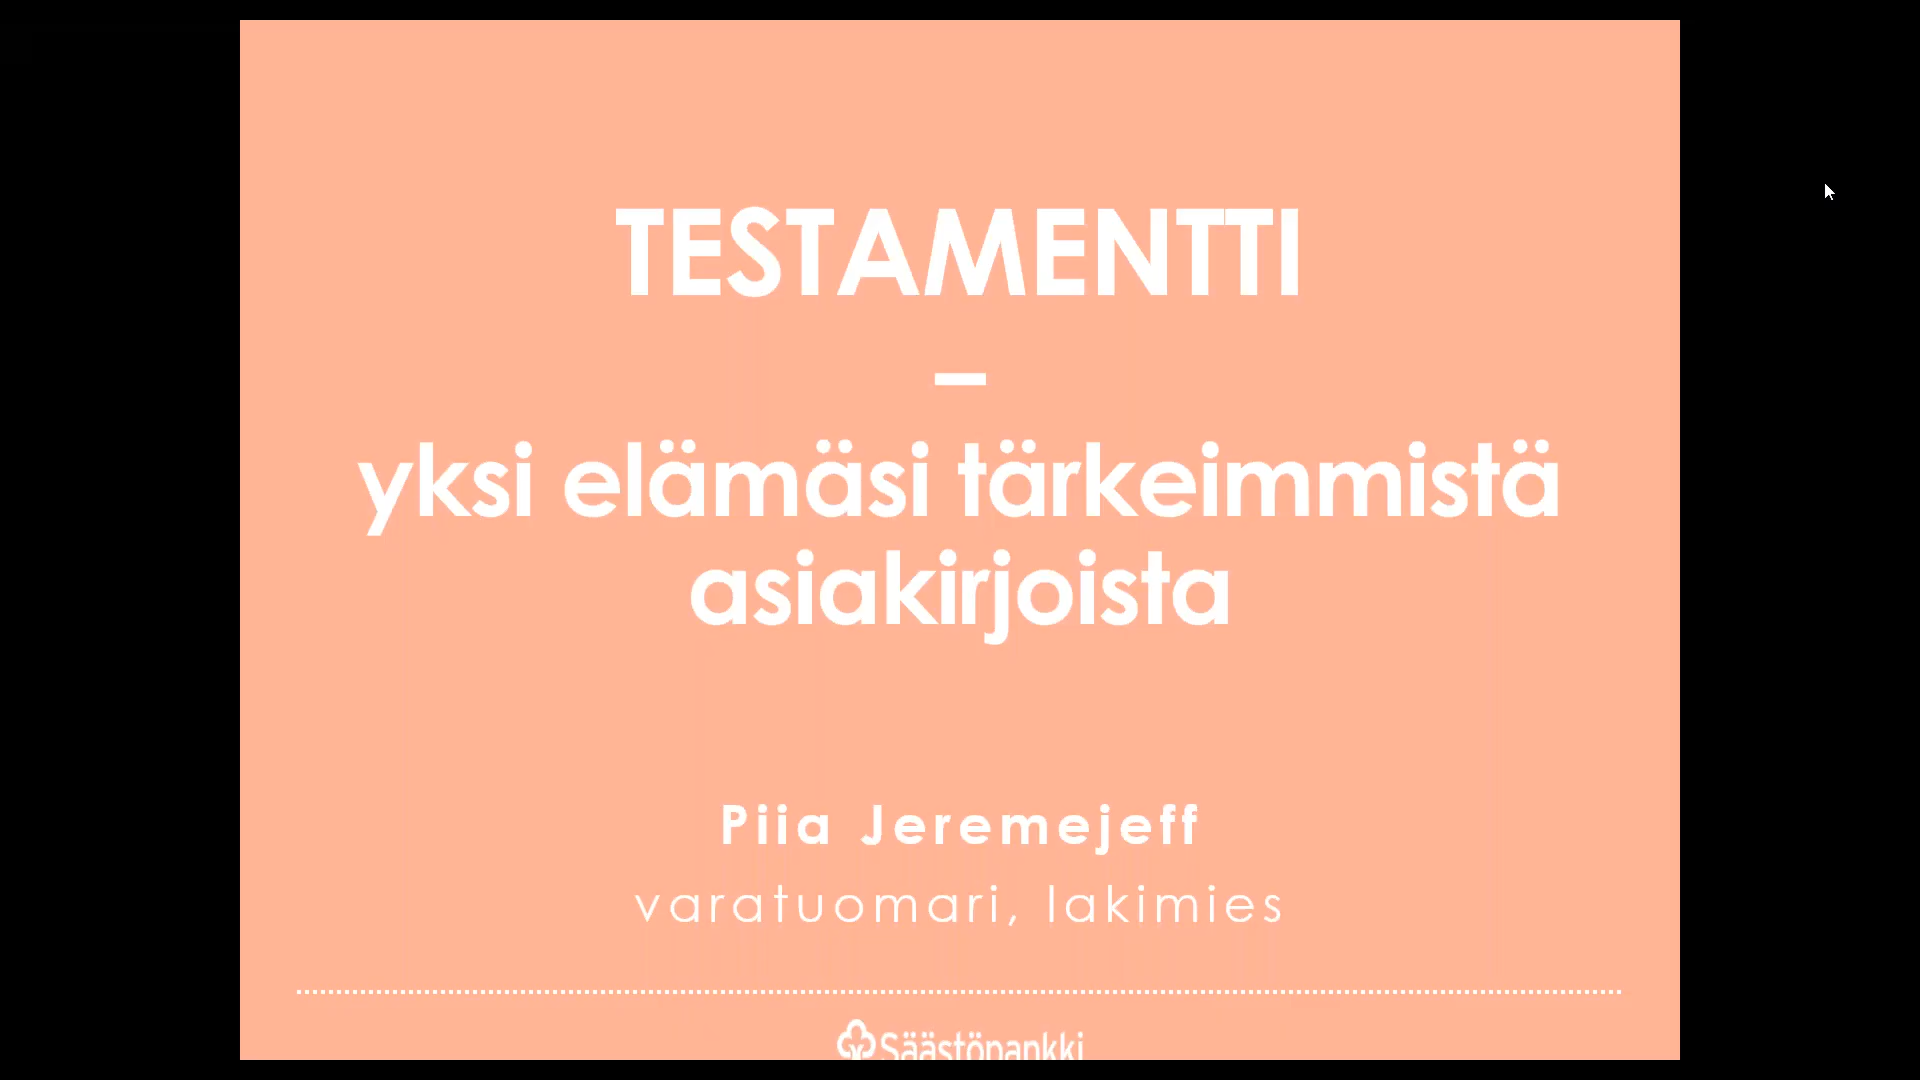 TESTAMENTTI
–
yksi elämäsi tärkeimmistä
asiakirjoista
Piia Jeremejeff
varatuomari, lakimies
Säästöpankki